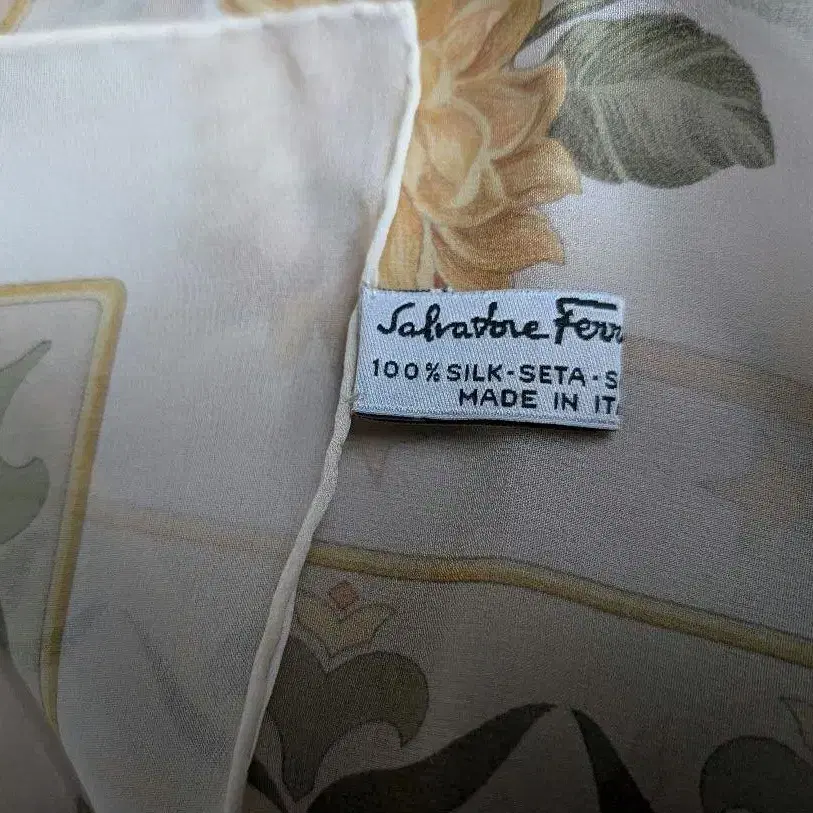 Salvatore Ferr
100% SILK-SETA-S
MADE IN ITA